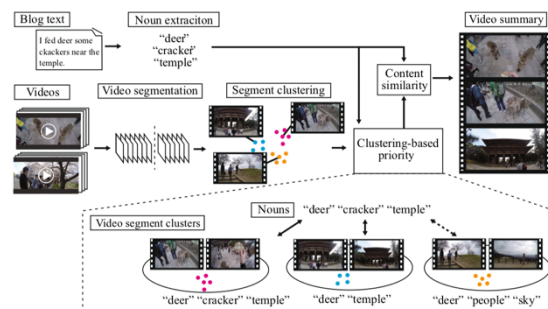 Blog text
I fed deer some
ckackers near the
temple.
Noun extraciton
"deer"
"cracker"
"temple"
Video summary
Content
similarity
Videos
Video segmentation
Segment clustering
Clustering-based
priority
Nouns
"deer" "cracker" "temple"
Video segment clusters
"deer" "cracker" "temple"
"deer" "temple"
"deer" "people" "sky"